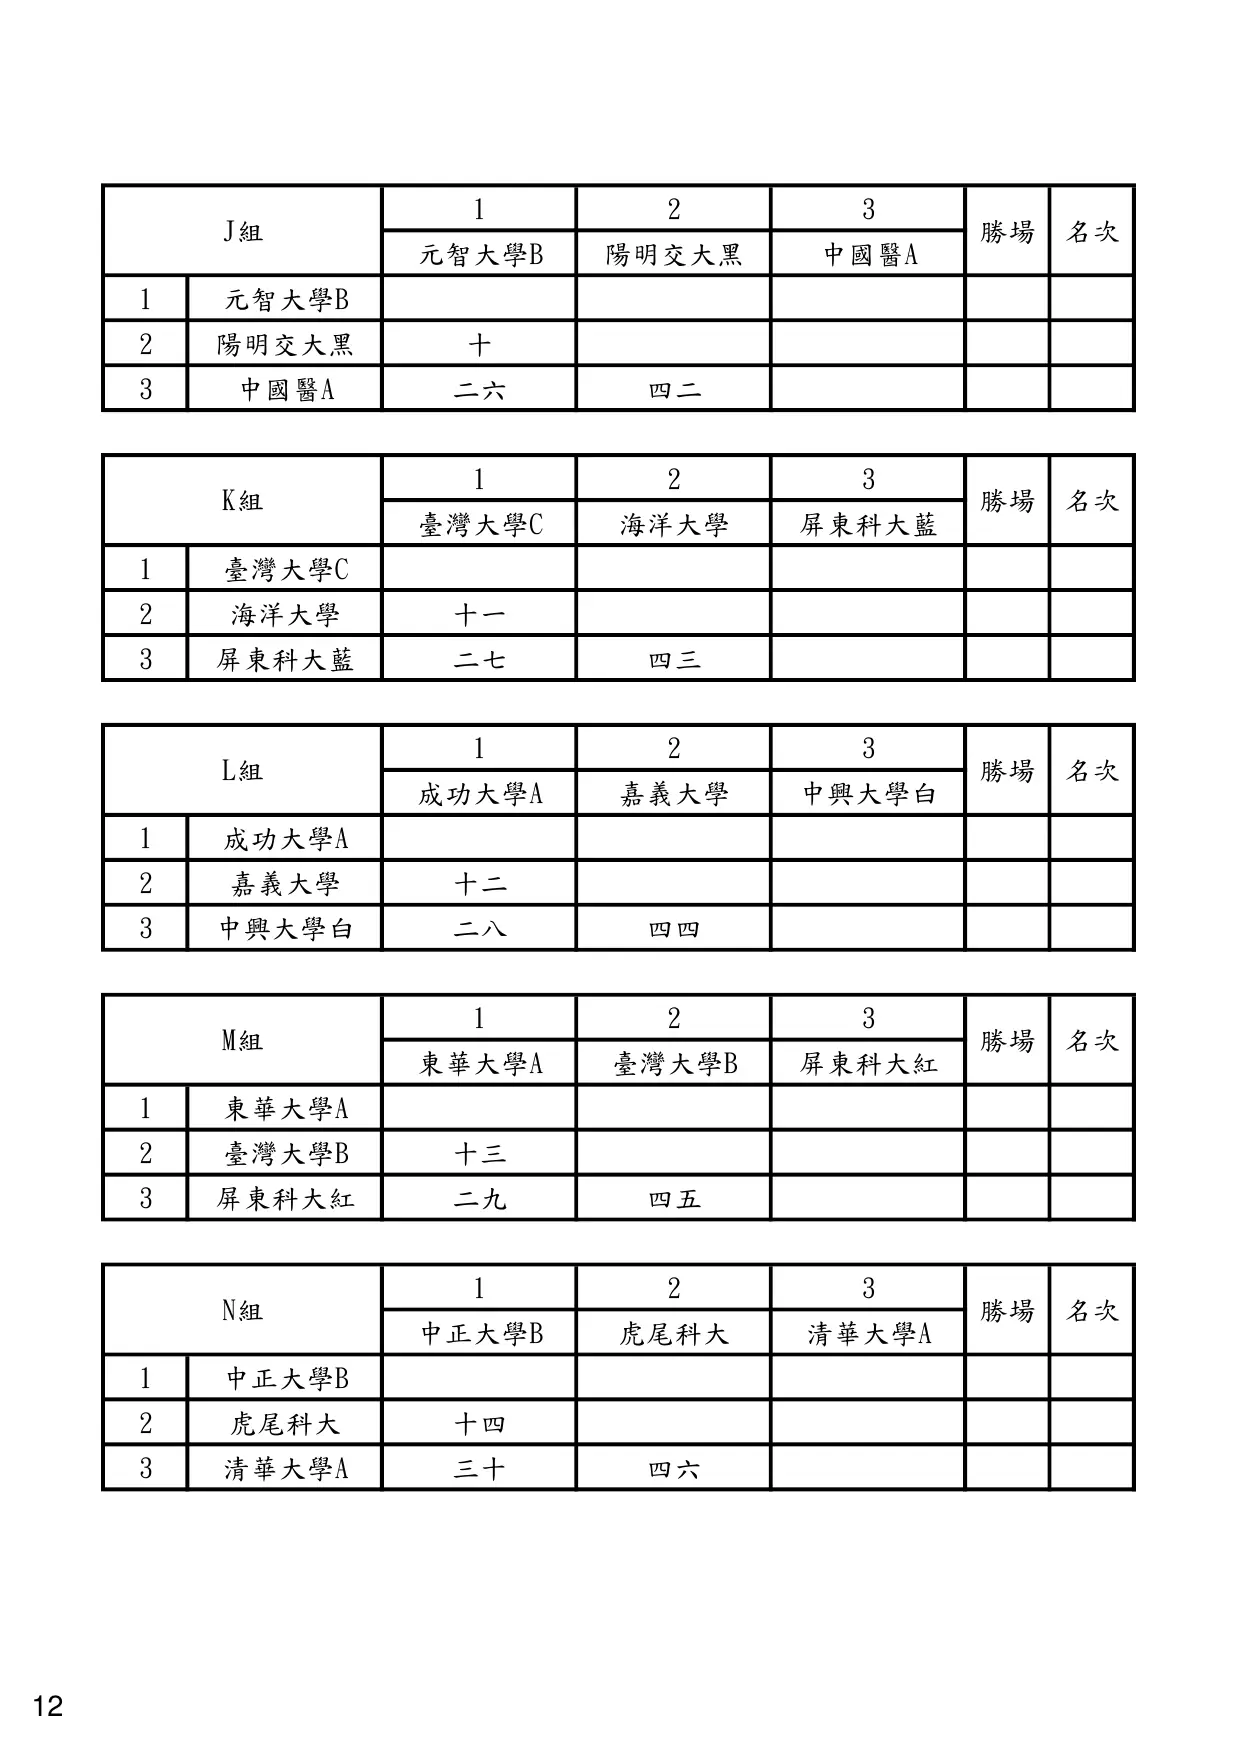 J組 1 2 3 勝場 名次
元智大學B 陽明交大黑 中國醫A
1 元智大學B
2 陽明交大黑 十
3 中國醫A 二六 四二
K組 1 2 3 勝場 名次
臺灣大學C 海洋大學 屏東科大藍
1 臺灣大學C
2 海洋大學 十一
3 屏東科大藍 二七 四三
L組 1 2 3 勝場 名次
成功大學A 嘉義大學 中興大學白
1 成功大學A
2 嘉義大學 十二
3 中興大學白 二八 四四
M組 1 2 3 勝場 名次
東華大學A 臺灣大學B 屏東科大紅
1 東華大學A
2 臺灣大學B 十三
3 屏東科大紅 二九 四五
N組 1 2 3 勝場 名次
中正大學B 虎尾科大 清華大學A
1 中正大學B
2 虎尾科大 十四
3 清華大學A 三十 四六
12